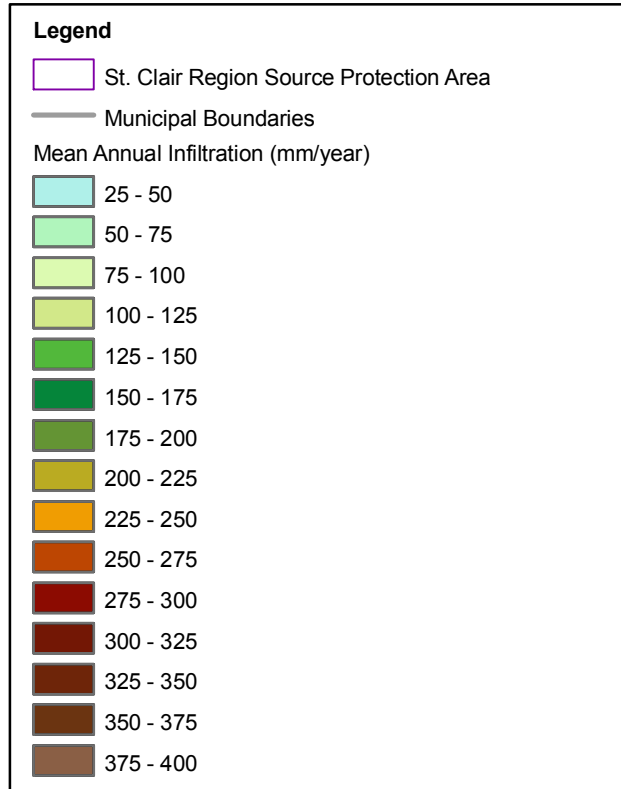 Legend
St. Clair Region Source Protection Area
Municipal Boundaries
Mean Annual Infiltration (mm/year)
25 - 50
50 - 75
75 - 100
100 - 125
125 - 150
150 - 175
175 - 200
200 - 225
225 - 250
250 - 275
275 - 300
300 - 325
325 - 350
350 - 375
375 - 400